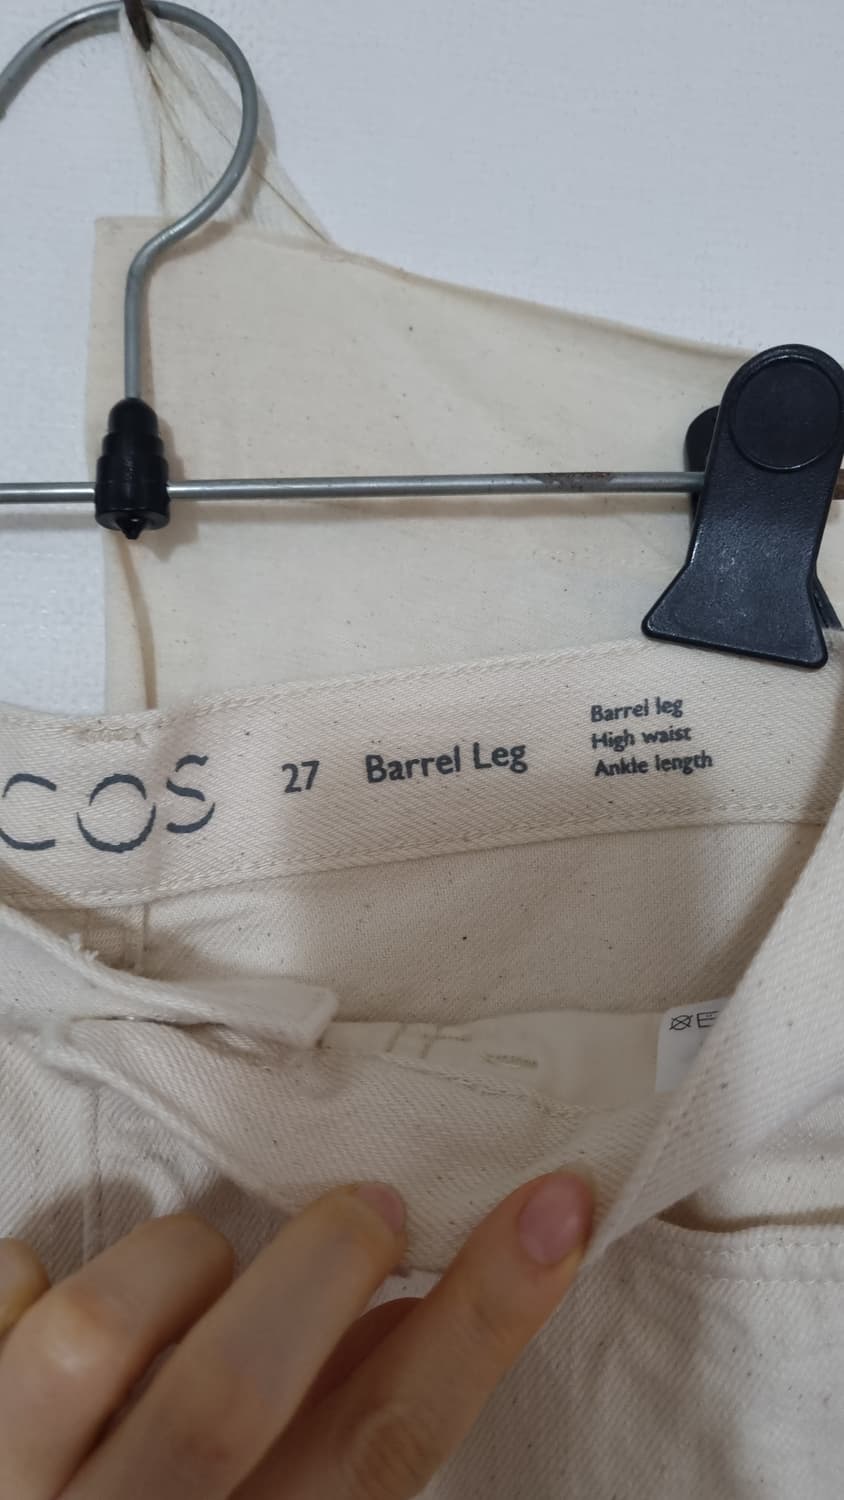 COS 27 Barrel Leg
Barrel leg
High waist
Ankle length